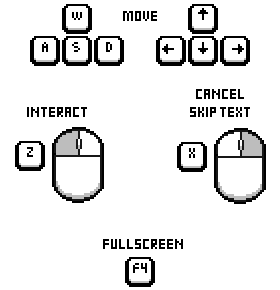 W MOVE ↑
A S D ← ↓ →
CANCEL
INTERACT SKIP TEXT
Z X
FULLSCREEN
F4